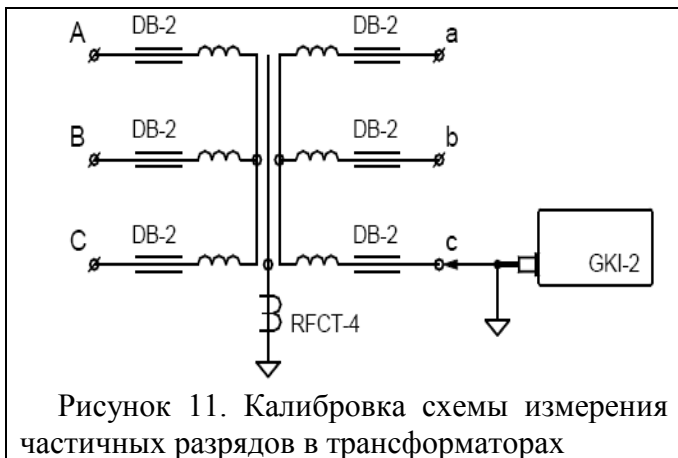 A DB-2 DB-2 a
B DB-2 DB-2 b
C DB-2 DB-2 c
GKI-2
RFCT-4
Рисунок 11. Калибровка схемы измерения
частичных разрядов в трансформаторах